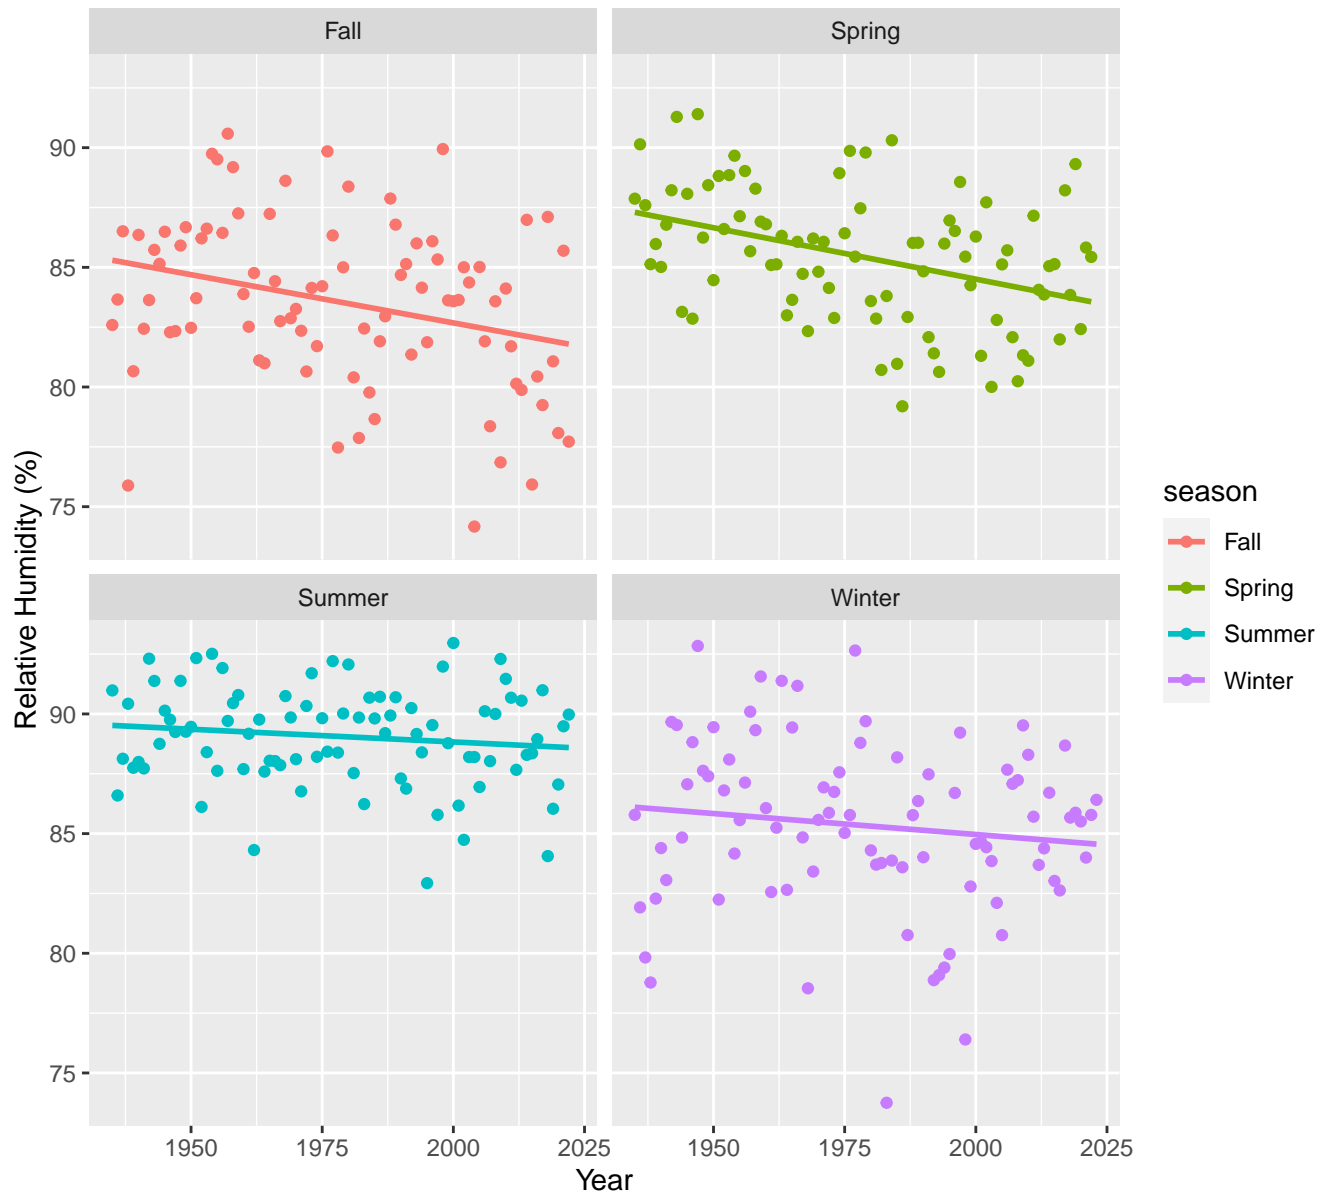 Fall
Spring
90
85
80
75
Summer
Winter
90
85
80
75
1950
1975
2000
2025
1950
1975
2000
2025
Year
Relative Humidity (%)
season
Fall
Spring
Summer
Winter